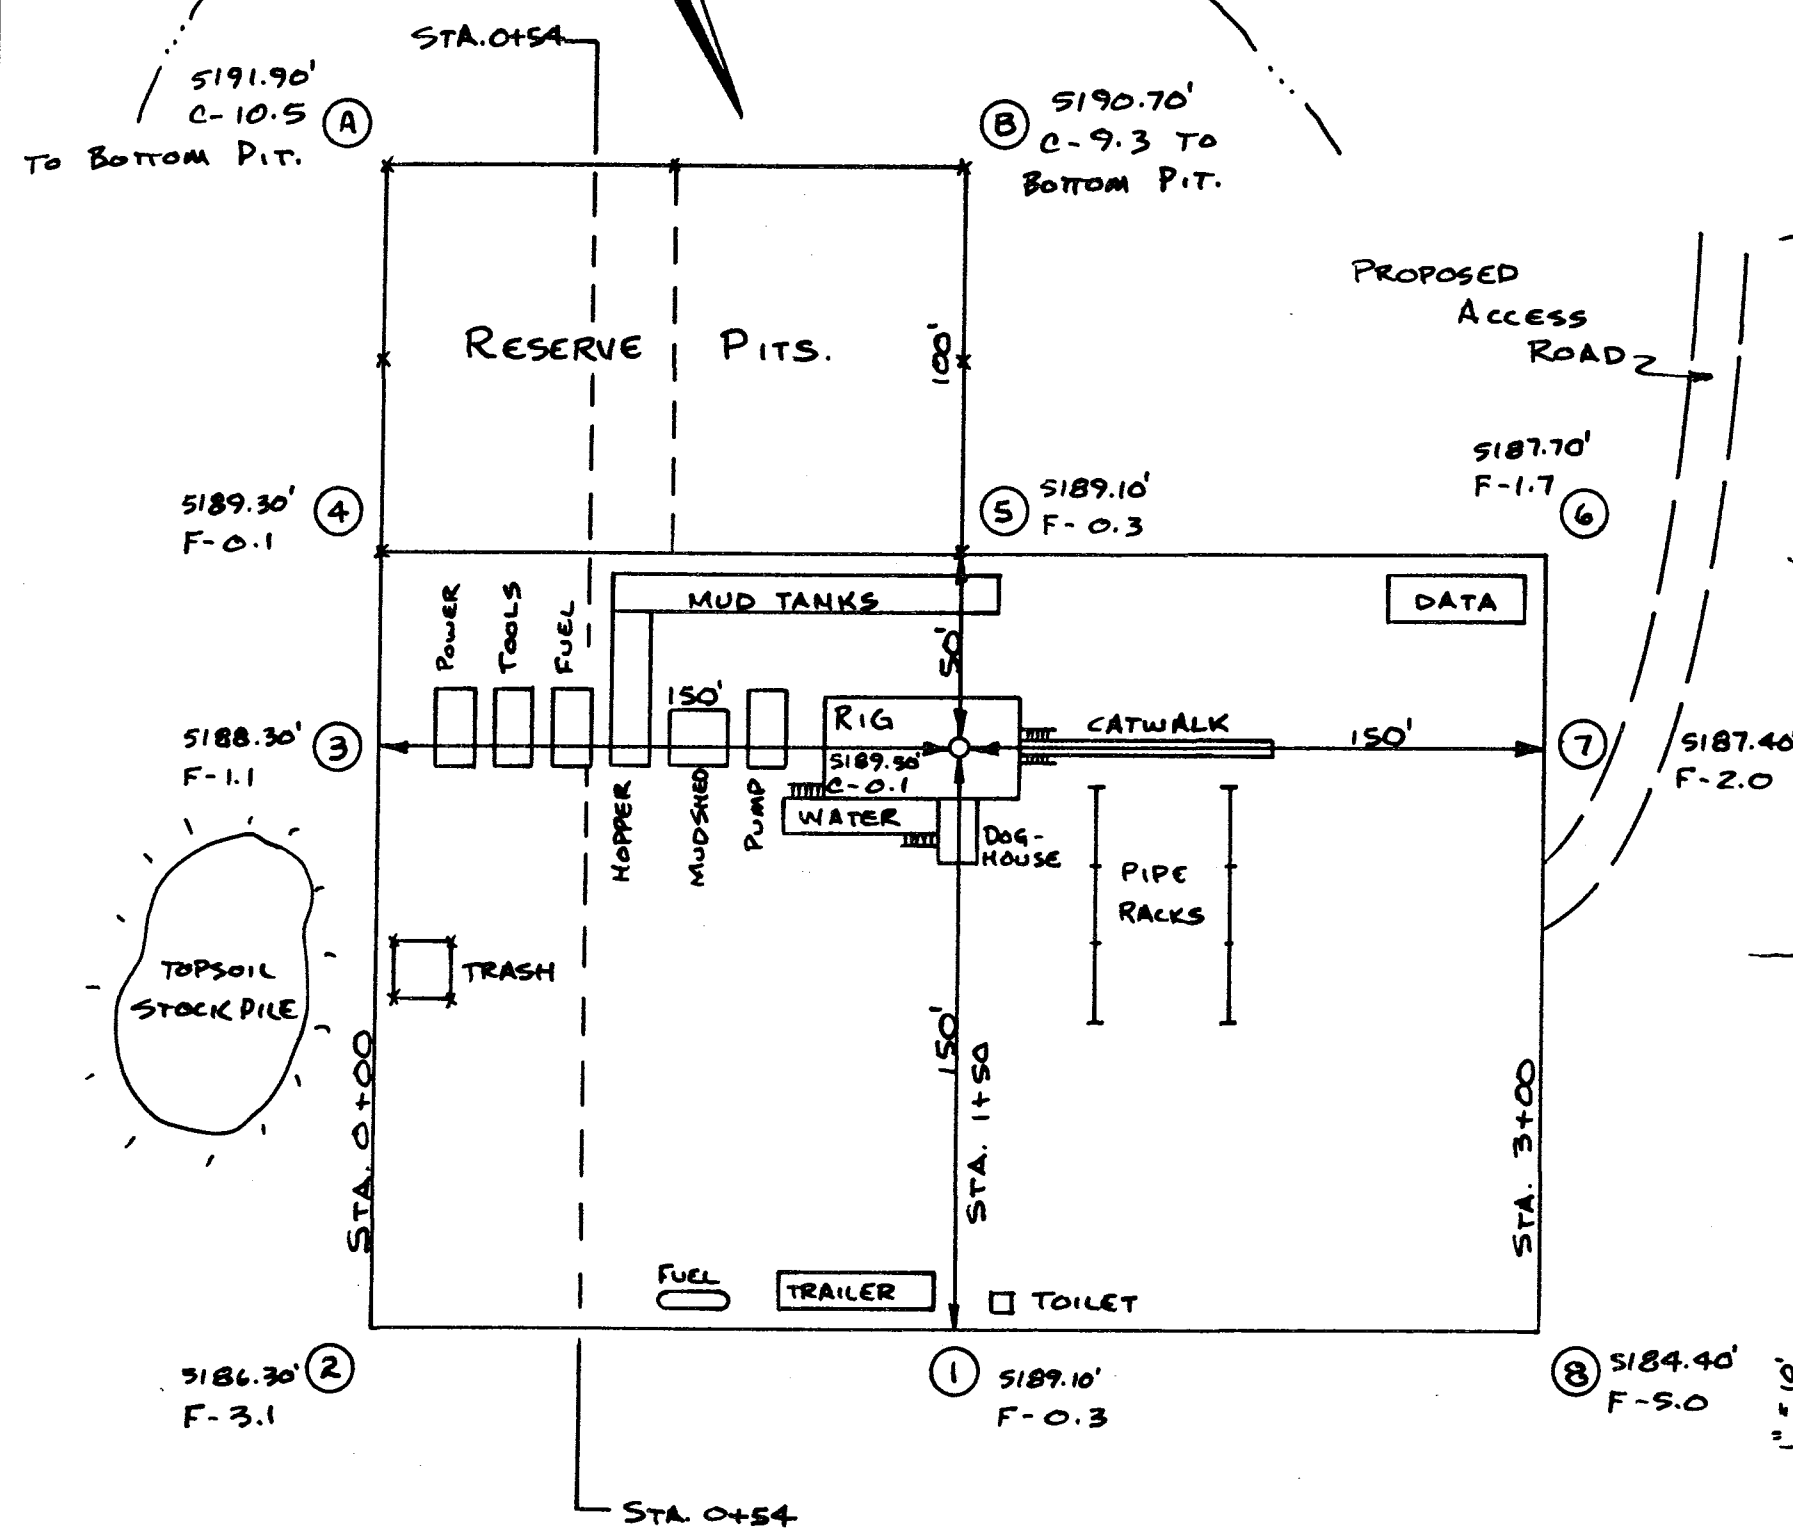 STA. 0+54
5191.90'
C-10.5
A
TO BOTTOM PIT.
B
5190.70'
C-9.3 TO
BOTTOM PIT.
PROPOSED
ACCESS
ROAD
RESERVE PITS.
100'
5189.30'
F-0.1
4
5
5189.10'
F-0.3
5187.70'
F-1.7
6
POWER
TOOLS
FUEL
MUD TANKS
DATA
50'
5188.30'
F-1.1
3
150'
RIG
5189.50'
C-0.1
CATWALK
150'
7
5187.40'
F-2.0
HOPPER
MUDSHED
PUMP
WATER
DOG-
HOUSE
PIPE
RACKS
TOPSOIL
STOCKPILE
TRASH
STA. 0+00
150'
STA. 1+50
STA. 3+00
FUEL
TRAILER
TOILET
5186.30'
F-3.1
2
1
5189.10'
F-0.3
8
5184.40'
F-5.0
STA. 0+54